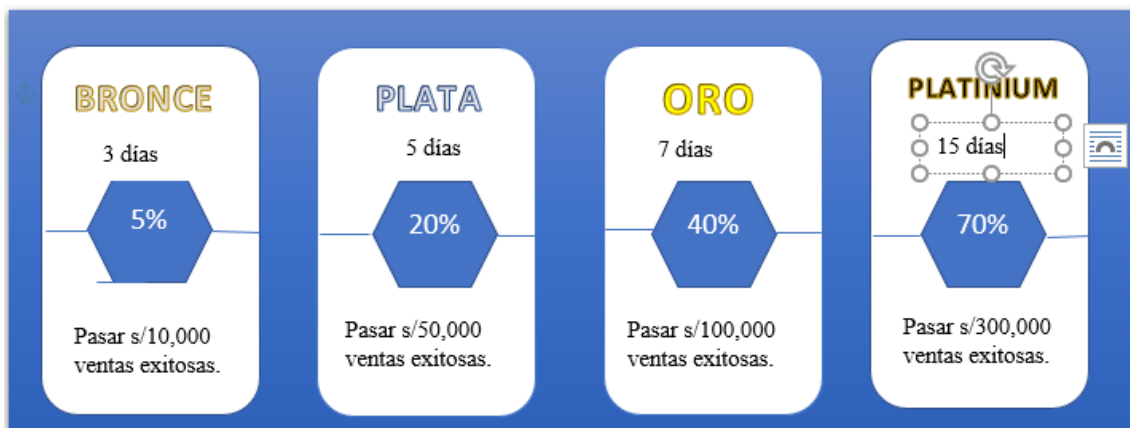 BRONCE
3 días
5%
Pasar s/10,000
ventas exitosas.
PLATA
5 días
20%
Pasar s/50,000
ventas exitosas.
ORO
7 días
40%
Pasar s/100,000
ventas exitosas.
PLATINIUM
15 días
70%
Pasar s/300,000
ventas exitosas.